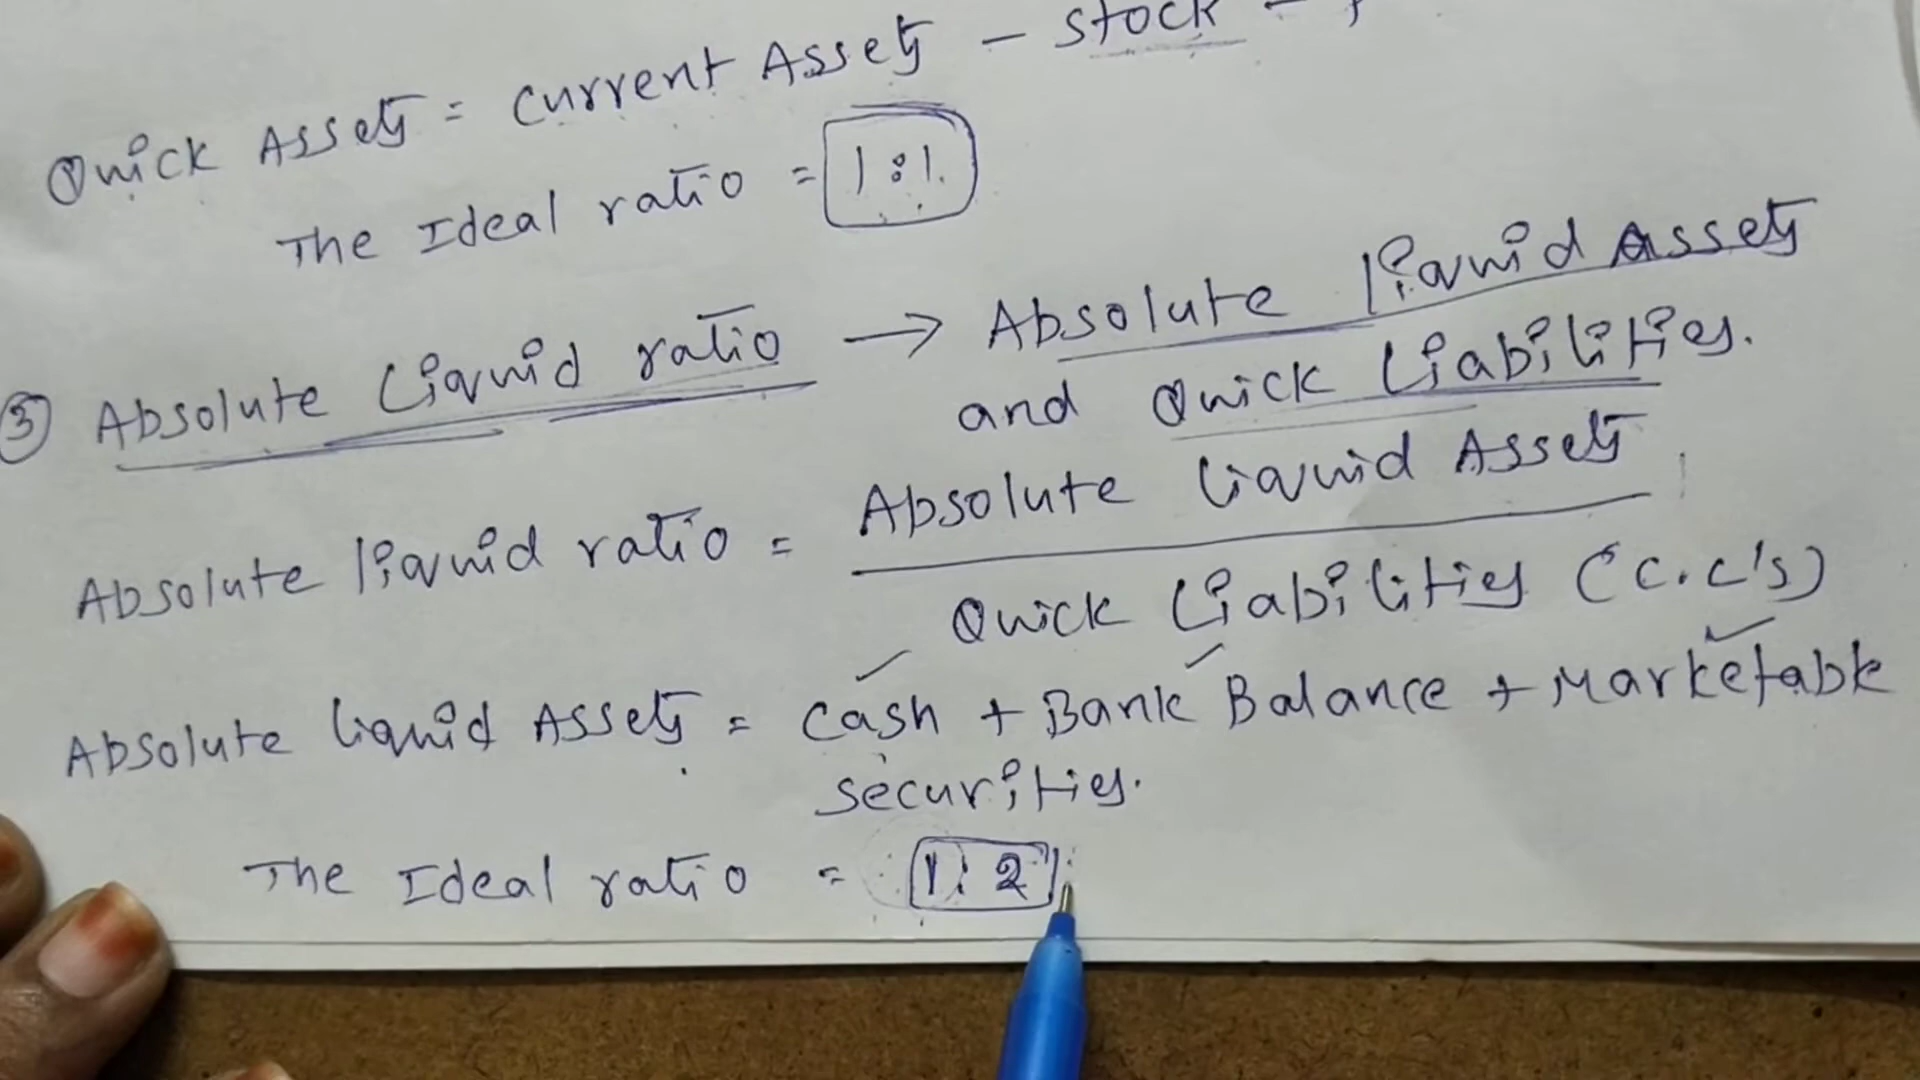 Quick Assets = Current Assets - Stock -
The Ideal ratio = 1:1.
③ Absolute Liquid ratio → Absolute liquid Assets
and Quick Liabilities.
Absolute liquid ratio = Absolute Liquid Assets
Quick Liabilities (C.C's)
Absolute liquid Assets = Cash + Bank Balance + Marketable
securities.
The Ideal ratio = 1:2